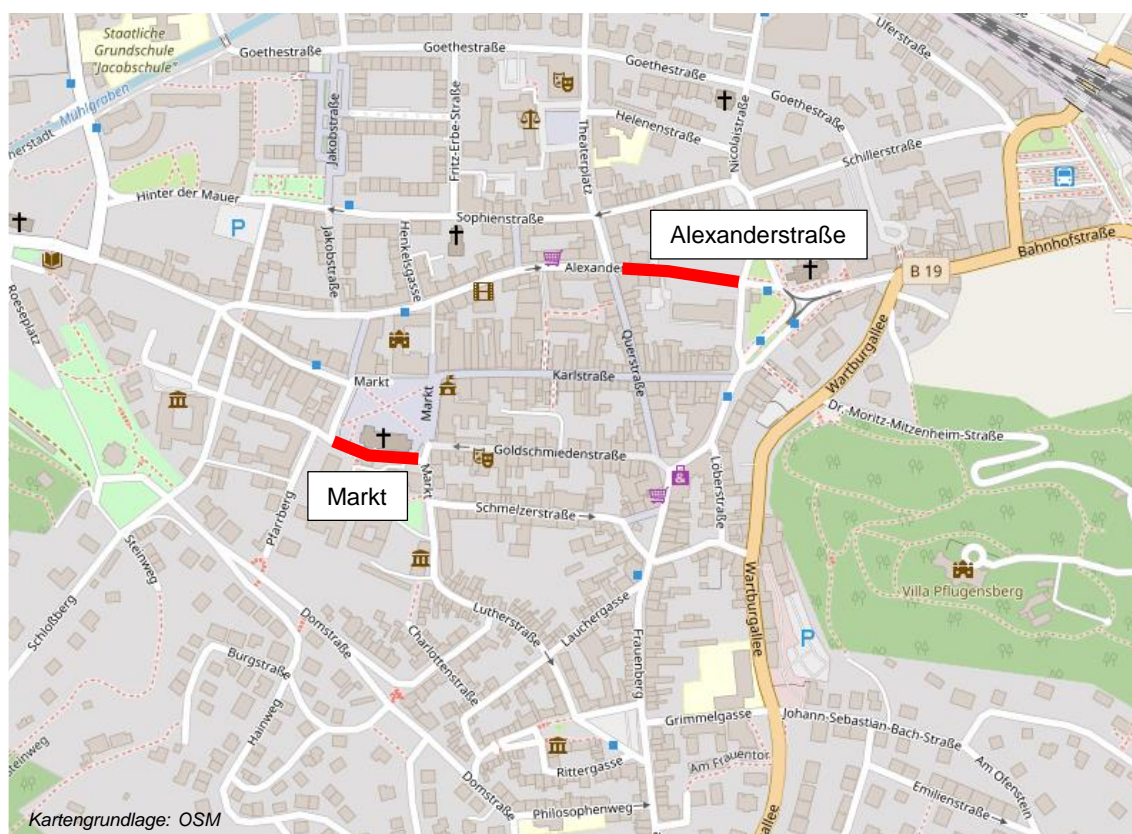 Staatliche
Grundschule
"Jacobschule"
Goethestraße
Goethestraße
Goethestraße
Goethestraße
Uferstraße
Mühlgraben
Jakobstraße
Fritz-Erbe-Straße
Theaterplatz
Helenenstraße
Nicolaistraße
Schillerstraße
Hinter der Mauer
P
Sophienstraße
Jakobstraße
Henkelsgasse
Alexanderstraße
Alexander
Bahnhofstraße
B 19
Roeseplatz
Querstraße
Karlstraße
Markt
Markt
Wartburgallee
Dr.-Moritz-Mitzenheim-Straße
Goldschmiedenstraße
Markt
Markt
Löberstraße
Schmelzerstraße
Pfarrberg
Steinweg
Villa Pflugensberg
Wartburgallee
P
Schloßberg
Domstraße
Lutherstraße
Lauchergasse
Charlottenstraße
Burgstraße
Frauenberg
Hainweg
Grimmelgasse
Johann-Sebastian-Bach-Straße
Steinweg
Rittergasse
Am Frauentor
Am Ofenstein
Domstraße
Philosophenweg
Emilienstraße
Wartburgallee
Kartengrundlage: OSM